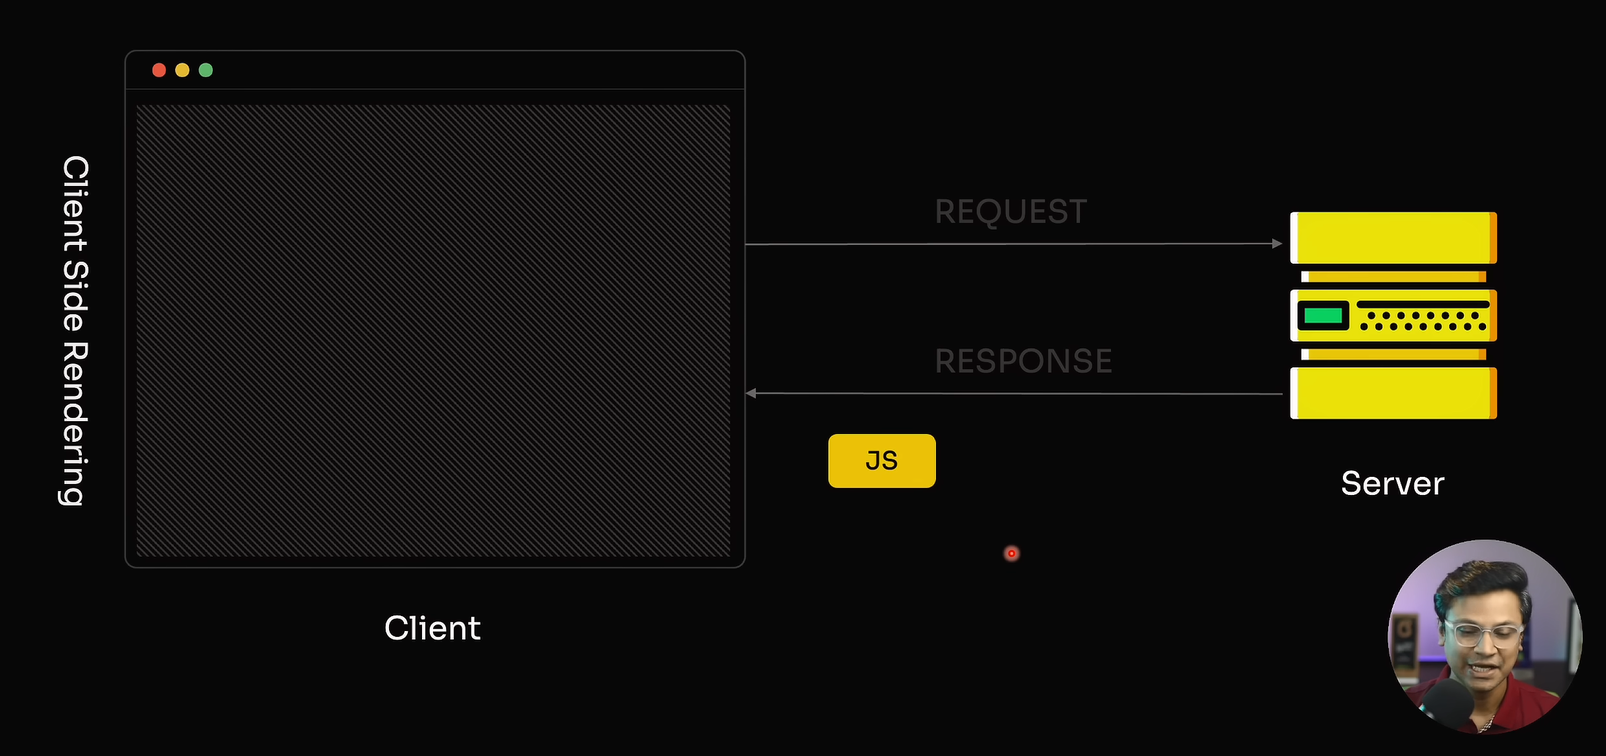 Client Side Rendering
REQUEST
RESPONSE
JS
Server
Client